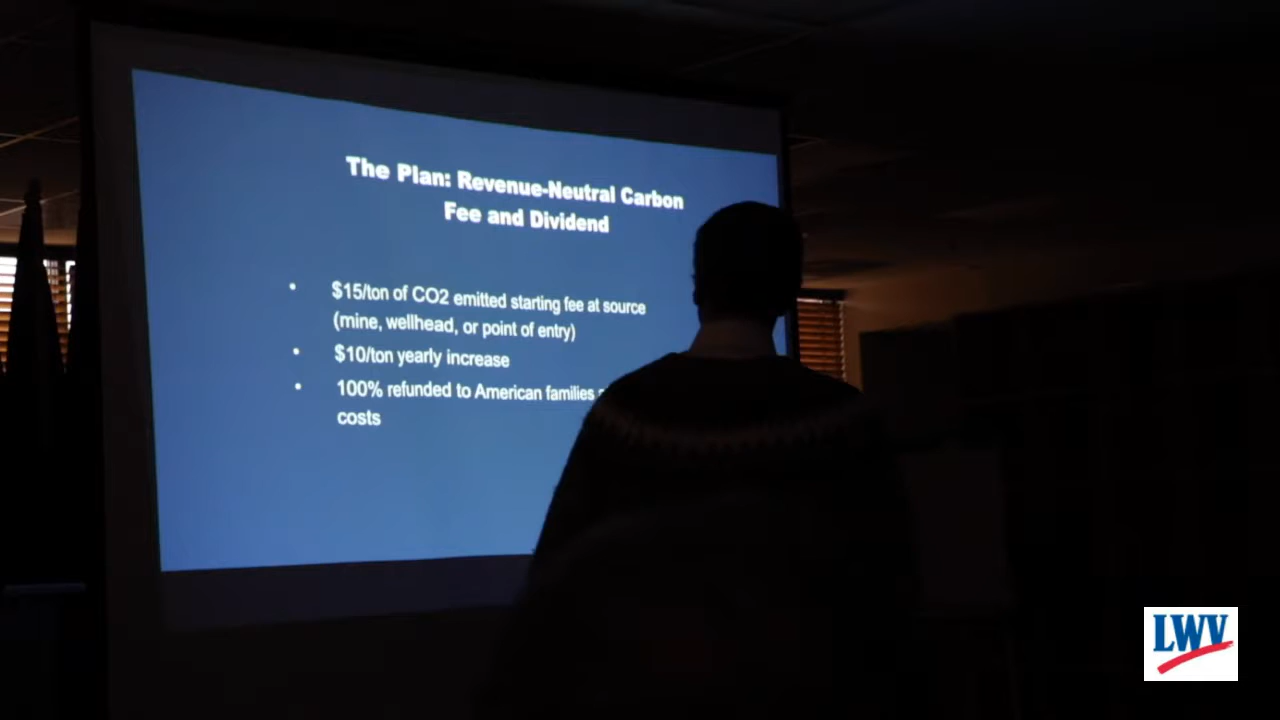 The Plan: Revenue-Neutral Carbon
Fee and Dividend
• $15/ton of CO2 emitted starting fee at source
(mine, wellhead, or point of entry)
• $10/ton yearly increase
• 100% refunded to American families
costs
LWV